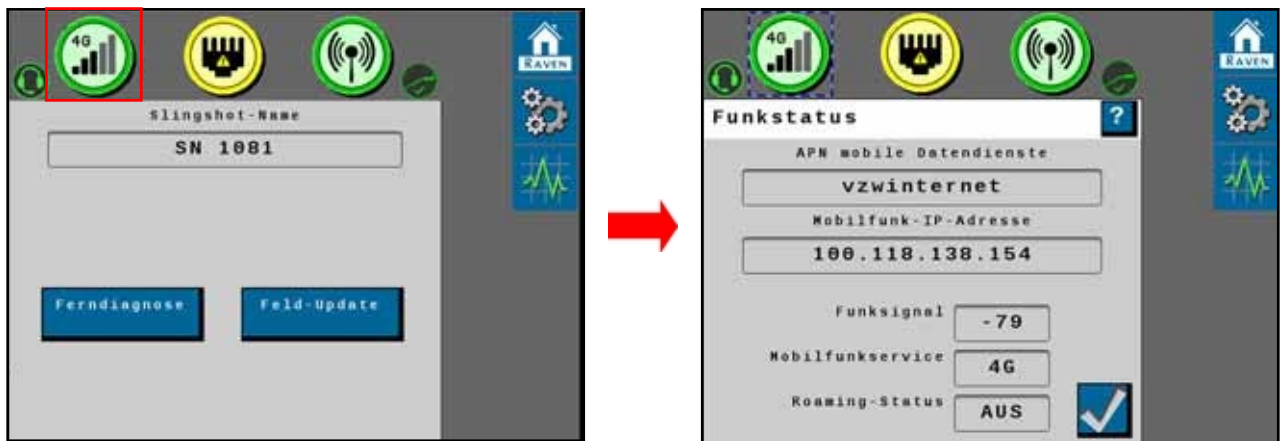 4G
RAVEN
Slingshot-Name
SN 1081
Ferndiagnose
Feld-Update
4G
RAVEN
Funkstatus
?
APN mobile Datendienste
vzwinternet
Mobilfunk-IP-Adresse
100.118.138.154
Funksignal
-79
Mobilfunkservice
4G
Roaming-Status
AUS